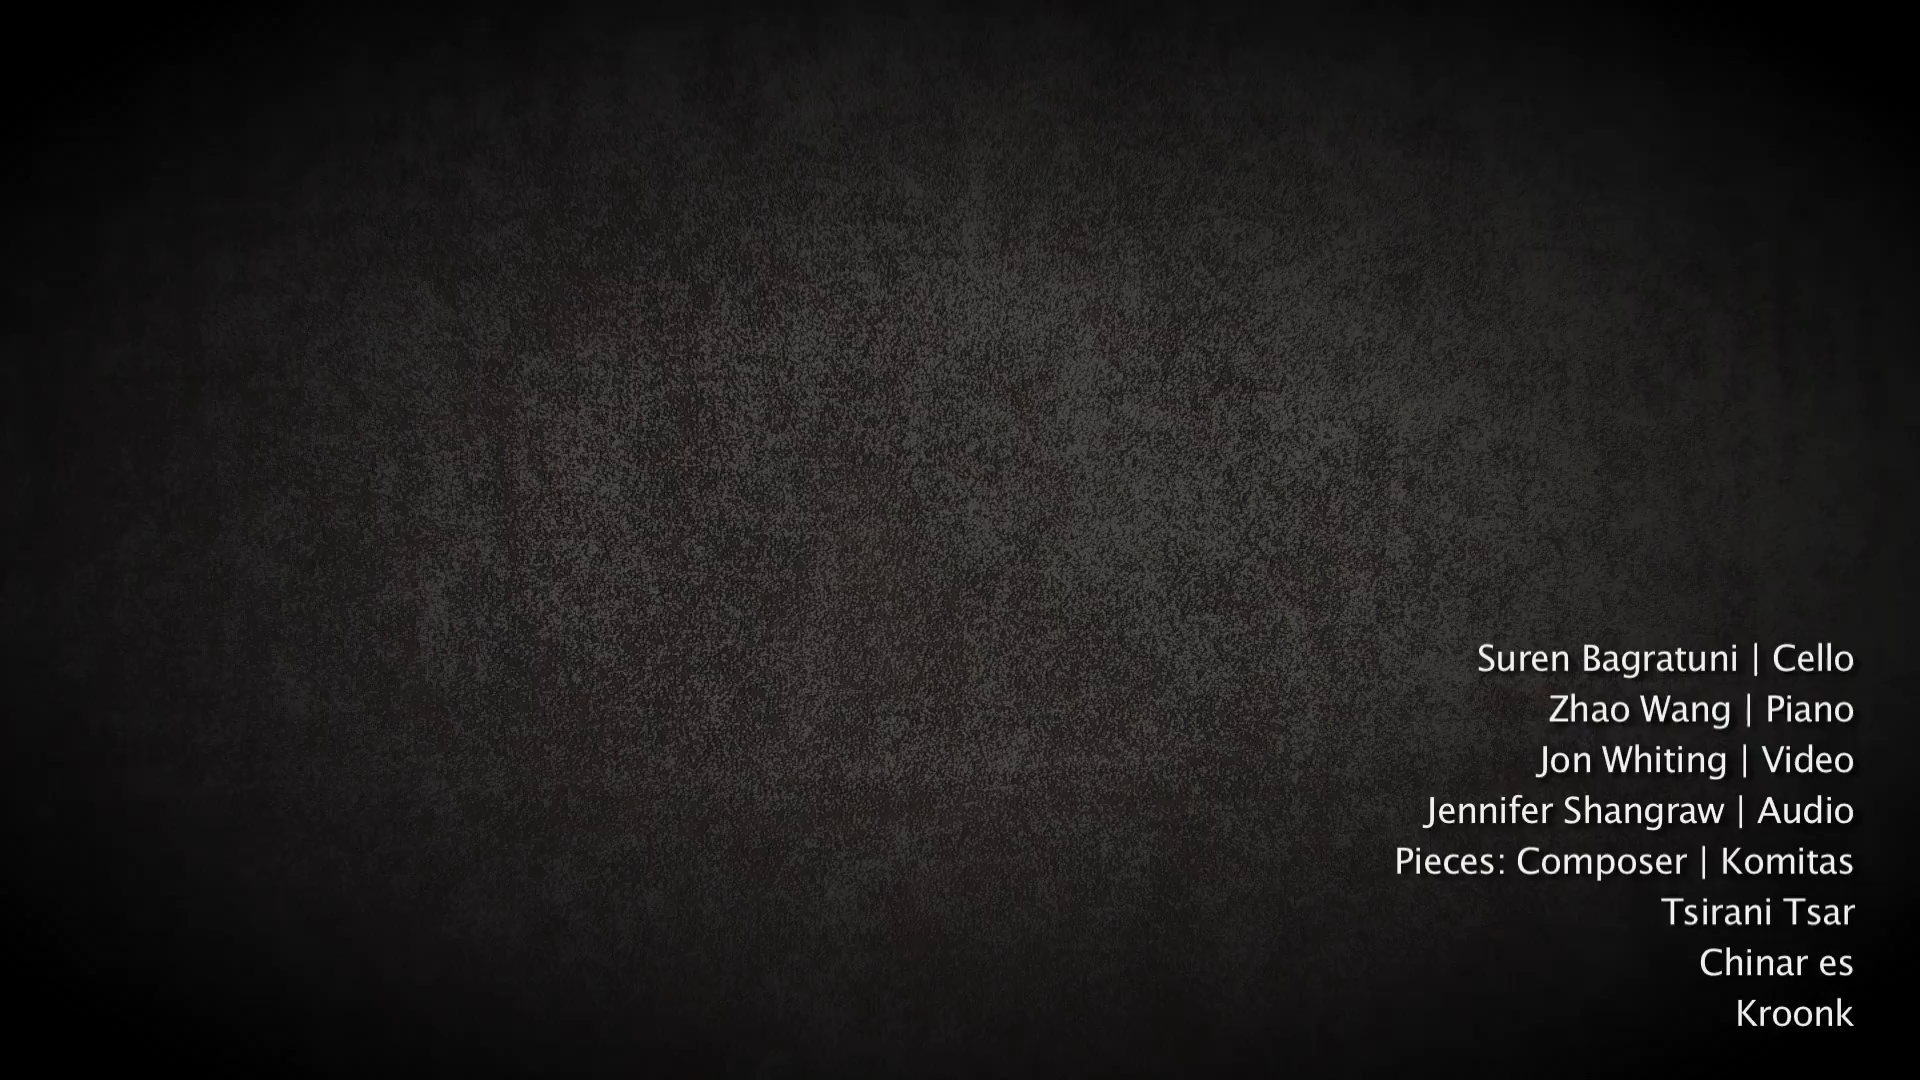 Suren Bagratuni | Cello
Zhao Wang | Piano
Jon Whiting | Video
Jennifer Shangraw | Audio
Pieces: Composer | Komitas
Tsirani Tsar
Chinar es
Kroonk